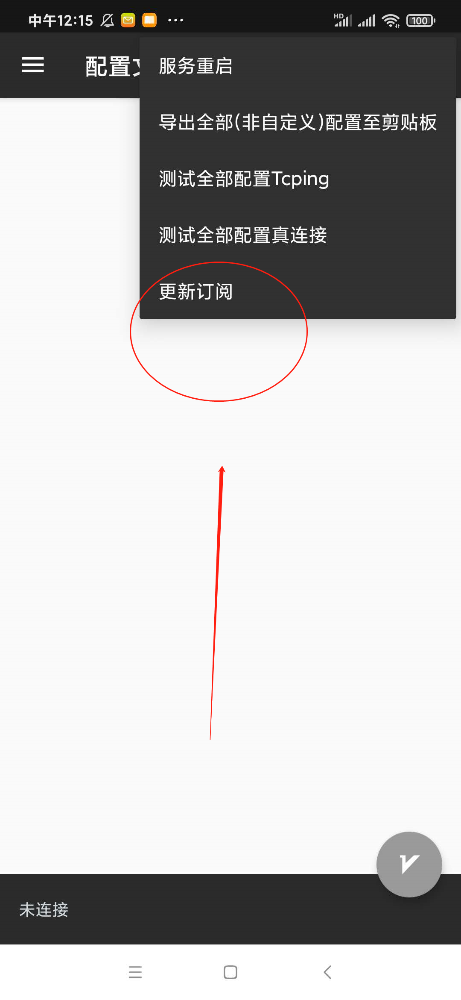 中午12:15 ... HD 100
配置
服务重启
导出全部(非自定义)配置至剪贴板
测试全部配置Tcping
测试全部配置真连接
更新订阅
未连接